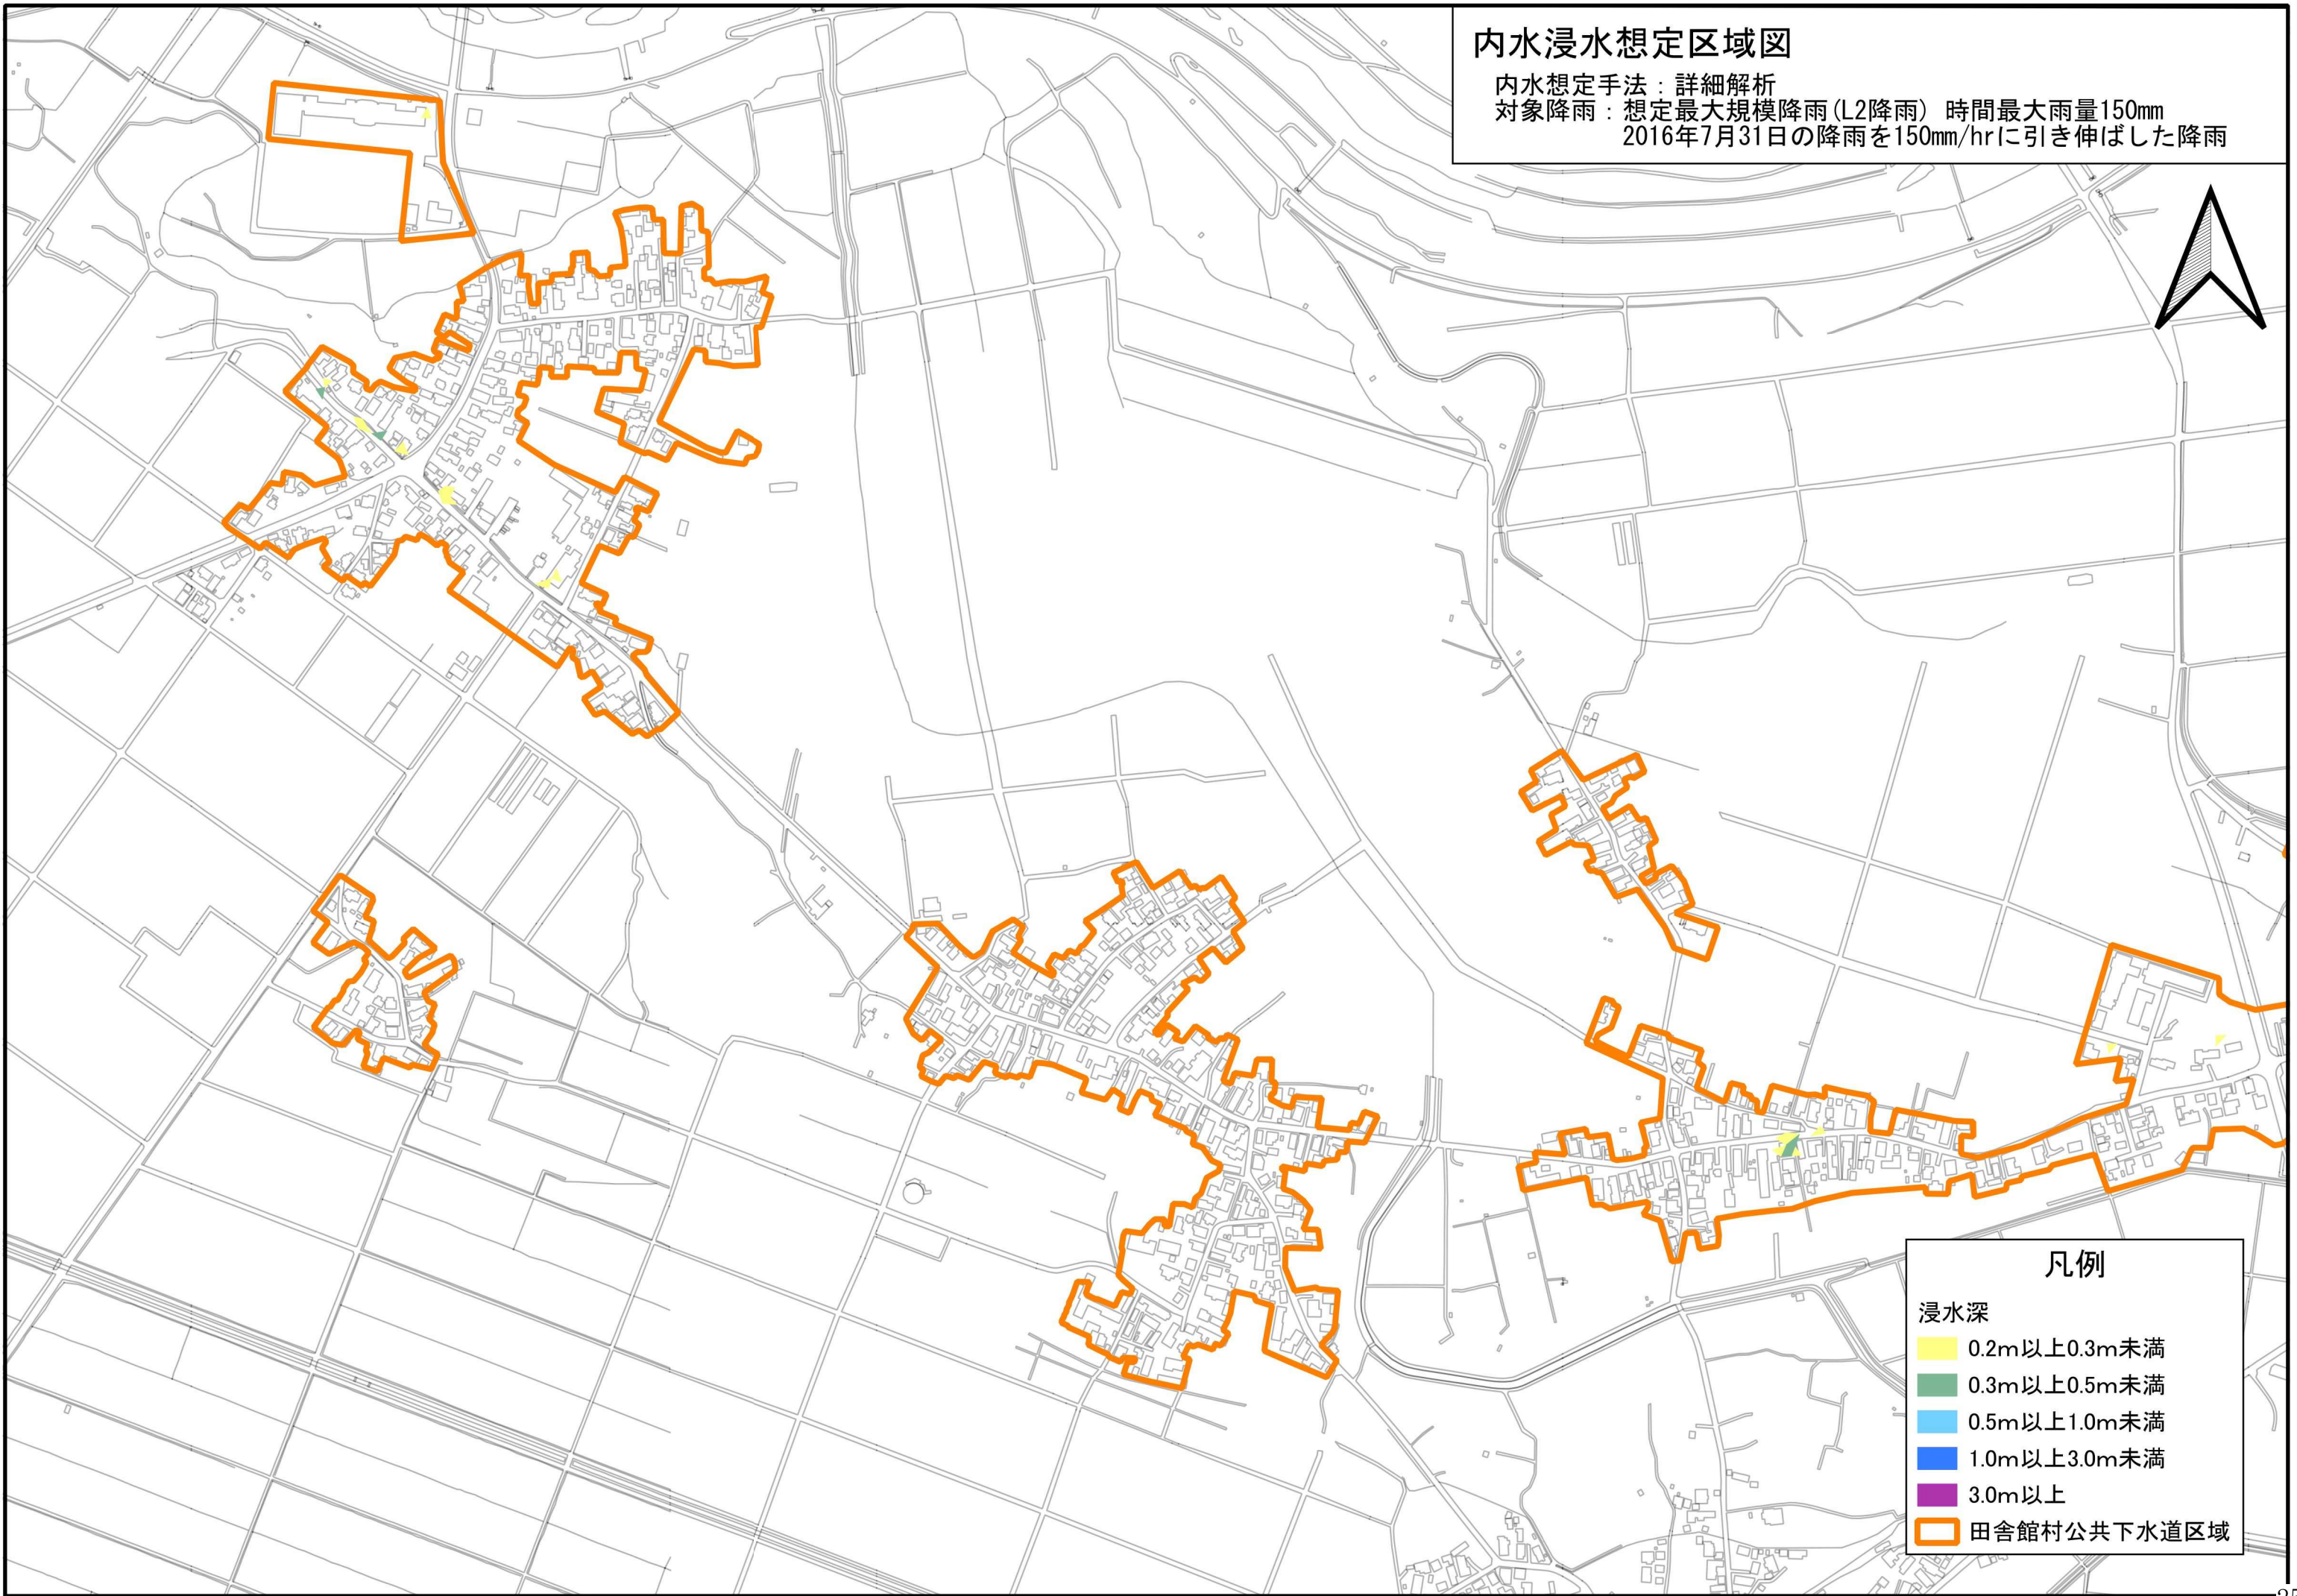 内水浸水想定区域図
内水想定手法：詳細解析
対象降雨：想定最大規模降雨(L2降雨) 時間最大雨量150mm
2016年7月31日の降雨を150mm/hrに引き伸ばした降雨
凡例
浸水深
0.2m以上0.3m未満
0.3m以上0.5m未満
0.5m以上1.0m未満
1.0m以上3.0m未満
3.0m以上
田舎館村公共下水道区域